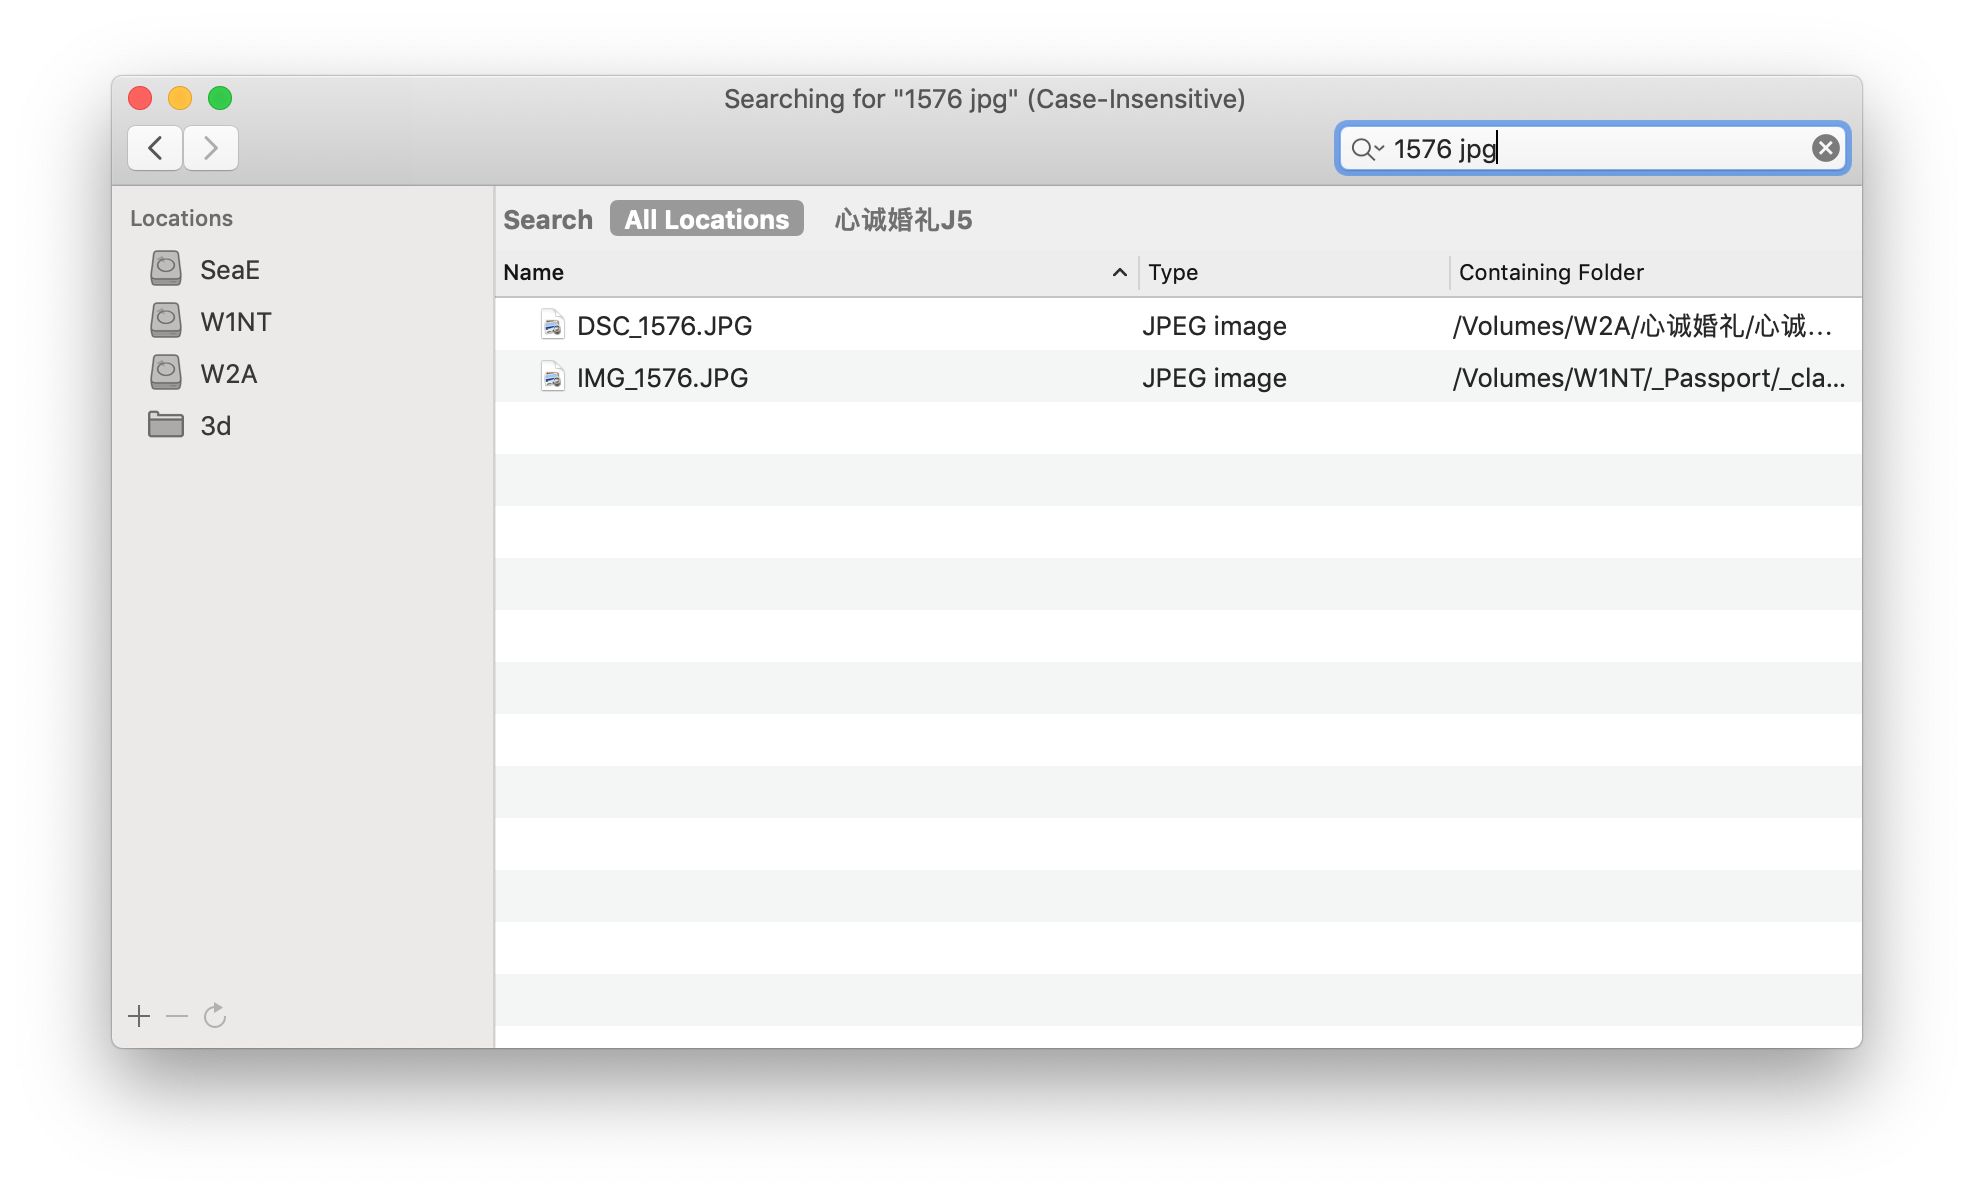 Searching for "1576 jpg" (Case-Insensitive)
1576 jpg
Locations
SeaE
W1NT
W2A
3d
Search All Locations 心诚婚礼J5
Name Type Containing Folder
DSC_1576.JPG JPEG image /Volumes/W2A/心诚婚礼/心诚...
IMG_1576.JPG JPEG image /Volumes/W1NT/_Passport/_cla...